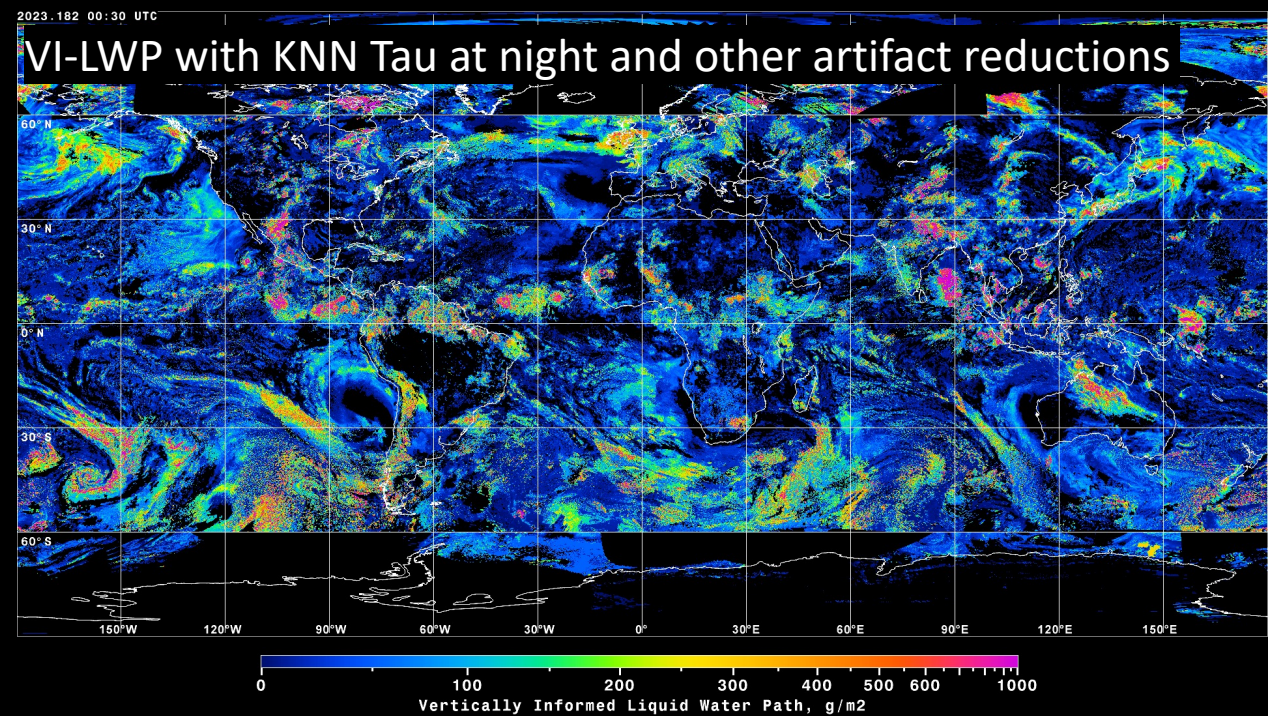 2023.182 00:30 UTC
VI-LWP with KNN Tau at night and other artifact reductions
60°N
30°N
0°N
30°S
60°S
150°W 120°W 90°W 60°W 30°W 0° 30°E 60°E 90°E 120°E 150°E
0 100 200 300 400 500 600 1000
Vertically Informed Liquid Water Path, g/m2